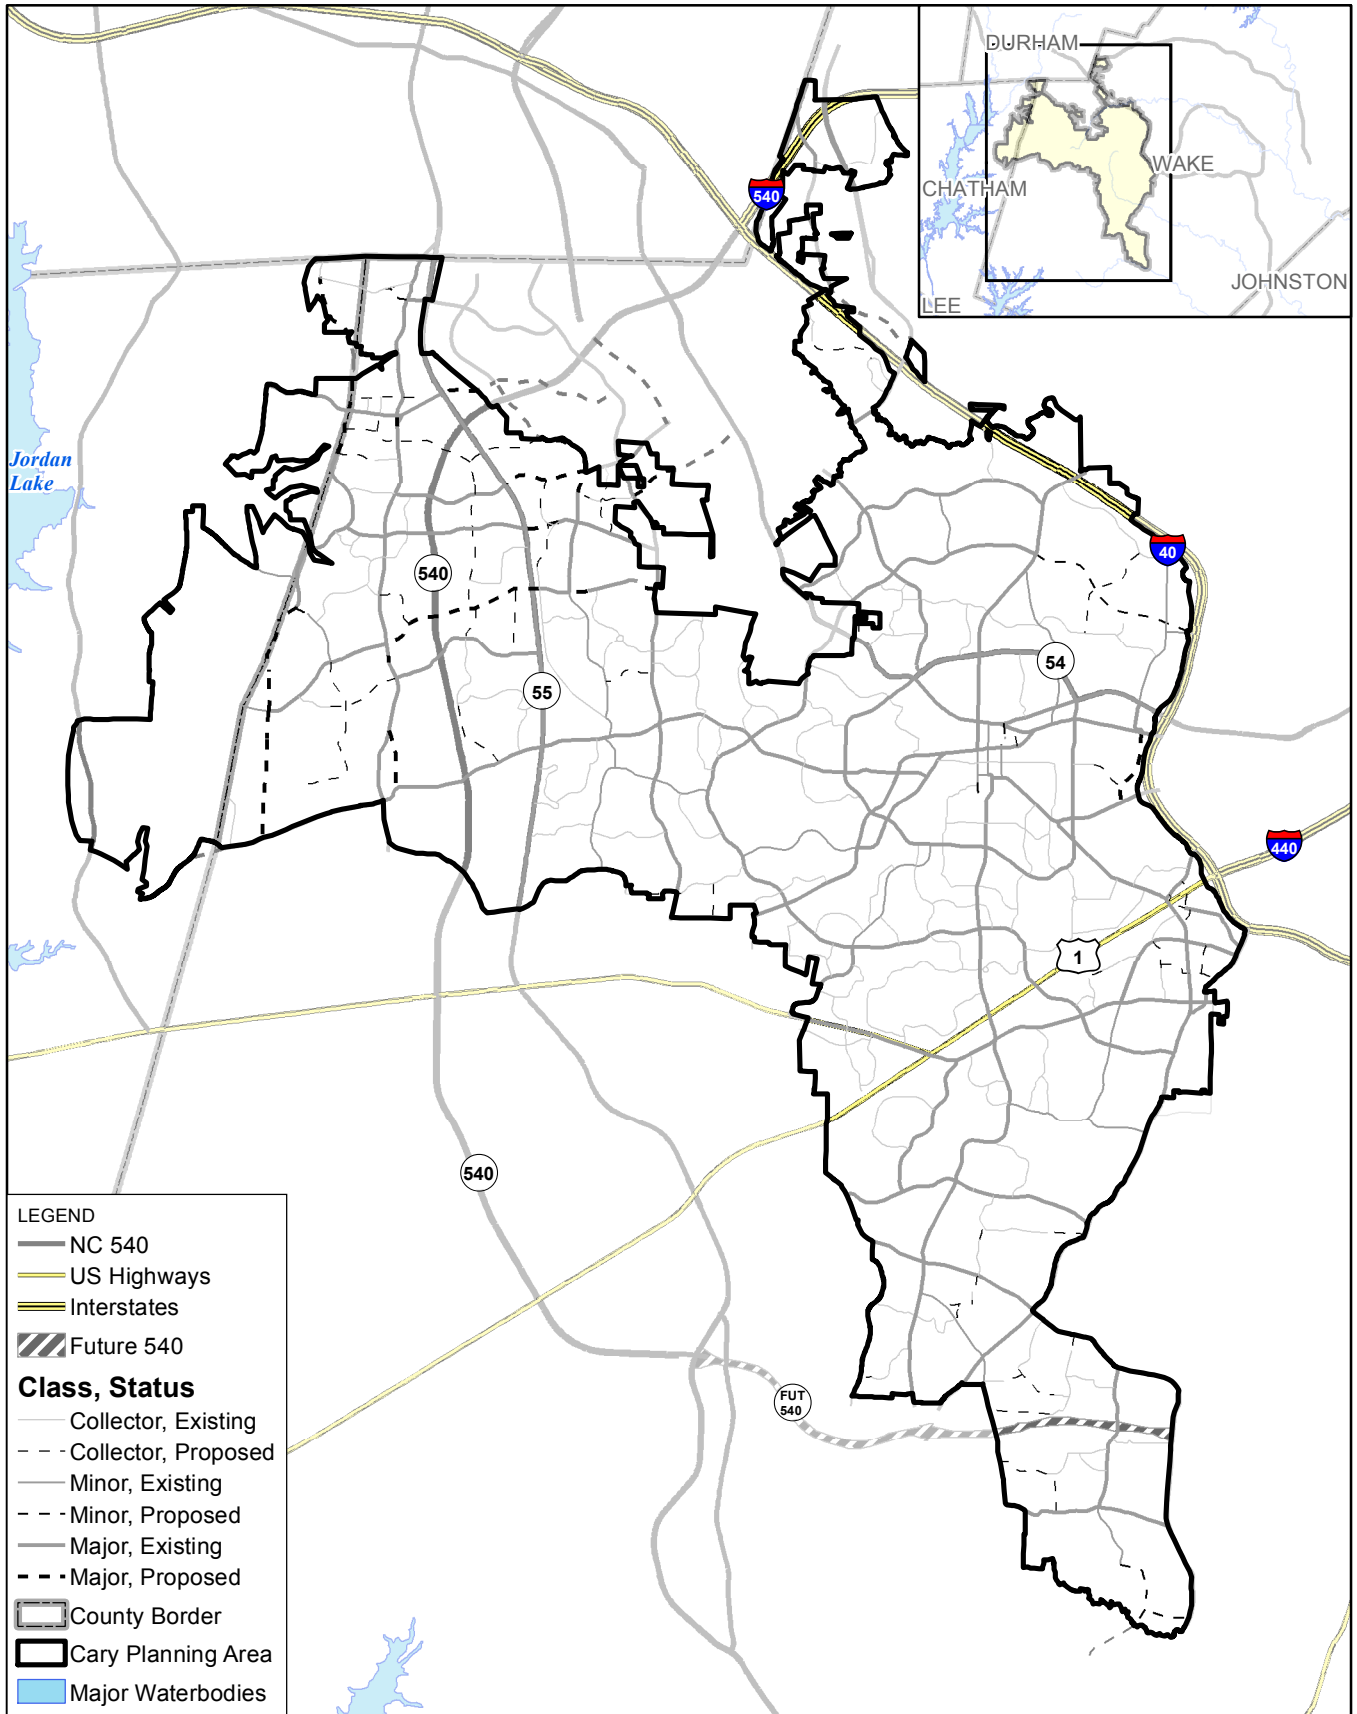 DURHAM
WAKE
CHATHAM
JOHNSTON
LEE
540
Jordan
Lake
40
540
54
55
440
1
540
FUT
540
LEGEND
NC 540
US Highways
Interstates
Future 540
Class, Status
Collector, Existing
Collector, Proposed
Minor, Existing
Minor, Proposed
Major, Existing
Major, Proposed
County Border
Cary Planning Area
Major Waterbodies